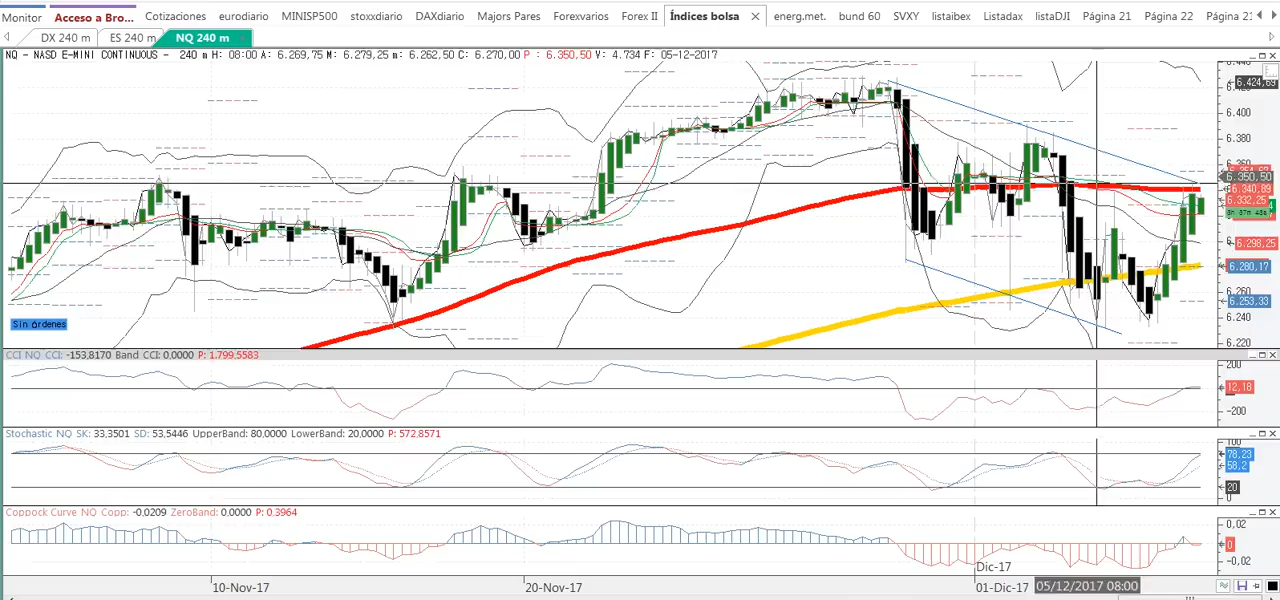 Monitor Acceso a Bro... Cotizaciones eurodiario MINISP500 stoxxdiario DAXdiario Majors Pares Forexvarios Forex II Índices bolsa energ.met. bund 60 SVXY listaibex Listadax listaDJI Página 21 Página 22 Página 21
DX 240 m ES 240 m NQ 240 m
NQ - NASD E-MINI CONTINUOUS - 240 m H: 08:00 A: 6.269,75 M: 6.279,25 m: 6.262,50 C: 6.270,00 P : 6.350,50 V: 4.734 F: 05-12-2017
6.424,69
6.400
6.380
6.350,50
6.340,89
6.332,25
3h 37m 48s
6.298,25
6.280,17
6.260
6.253,33
6.240
6.220
Sin órdenes
CCI NQ CCI: -153,8170 Band CCI: 0,0000 P: 1.799,5583
200
12,18
-200
Stochastic NQ SK: 33,3501 SD: 53,5446 UpperBand: 80,0000 LowerBand: 20,0000 P: 572,8571
100
78,23
58,2
20
0
Coppock Curve NQ Copp: -0,0209 ZeroBand: 0,0000 P: 0,3964
0,02
0
-0,02
Dic-17
10-Nov-17 20-Nov-17 01-Dic-17 05/12/2017 08:00